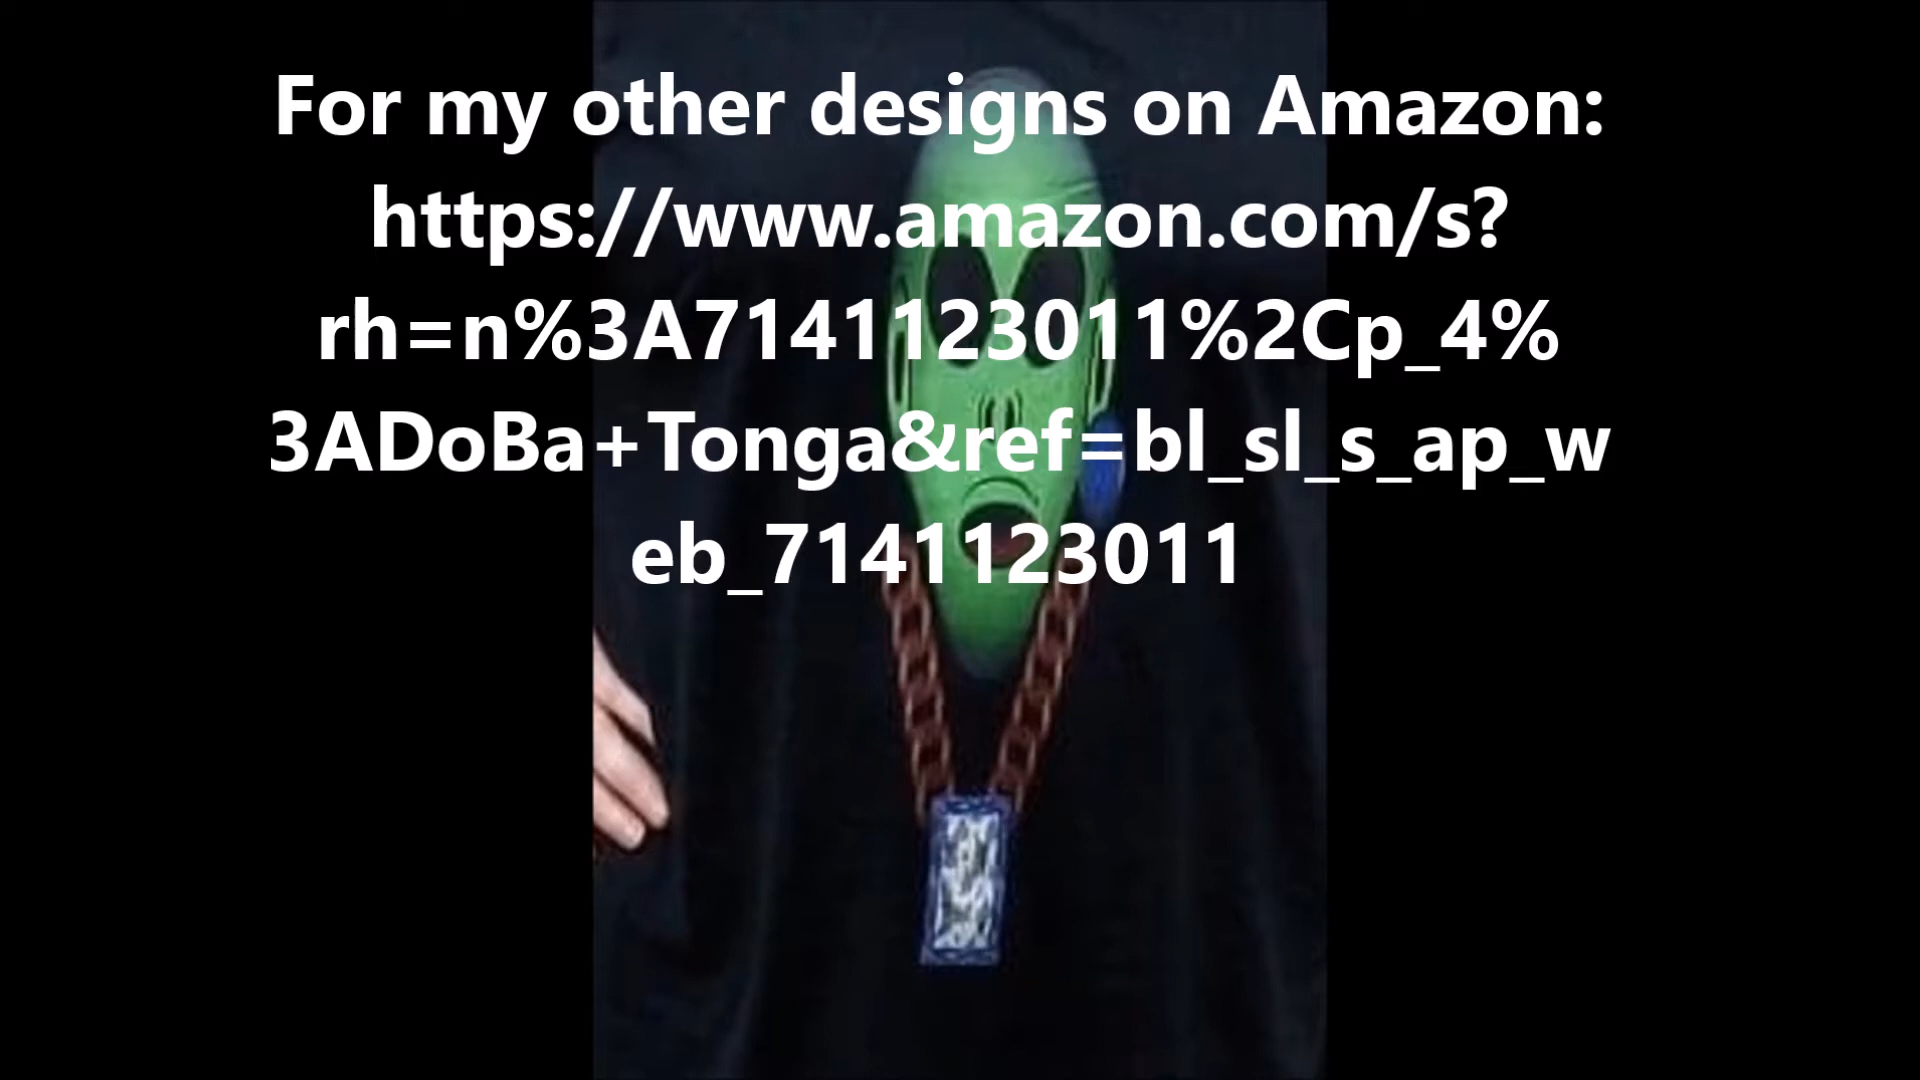 For my other designs on Amazon:
https://www.amazon.com/s?
rh=n%3A7141123011%2Cp_4%
3ADoBa+Tonga&ref=bl_sl_s_ap_w
eb_7141123011